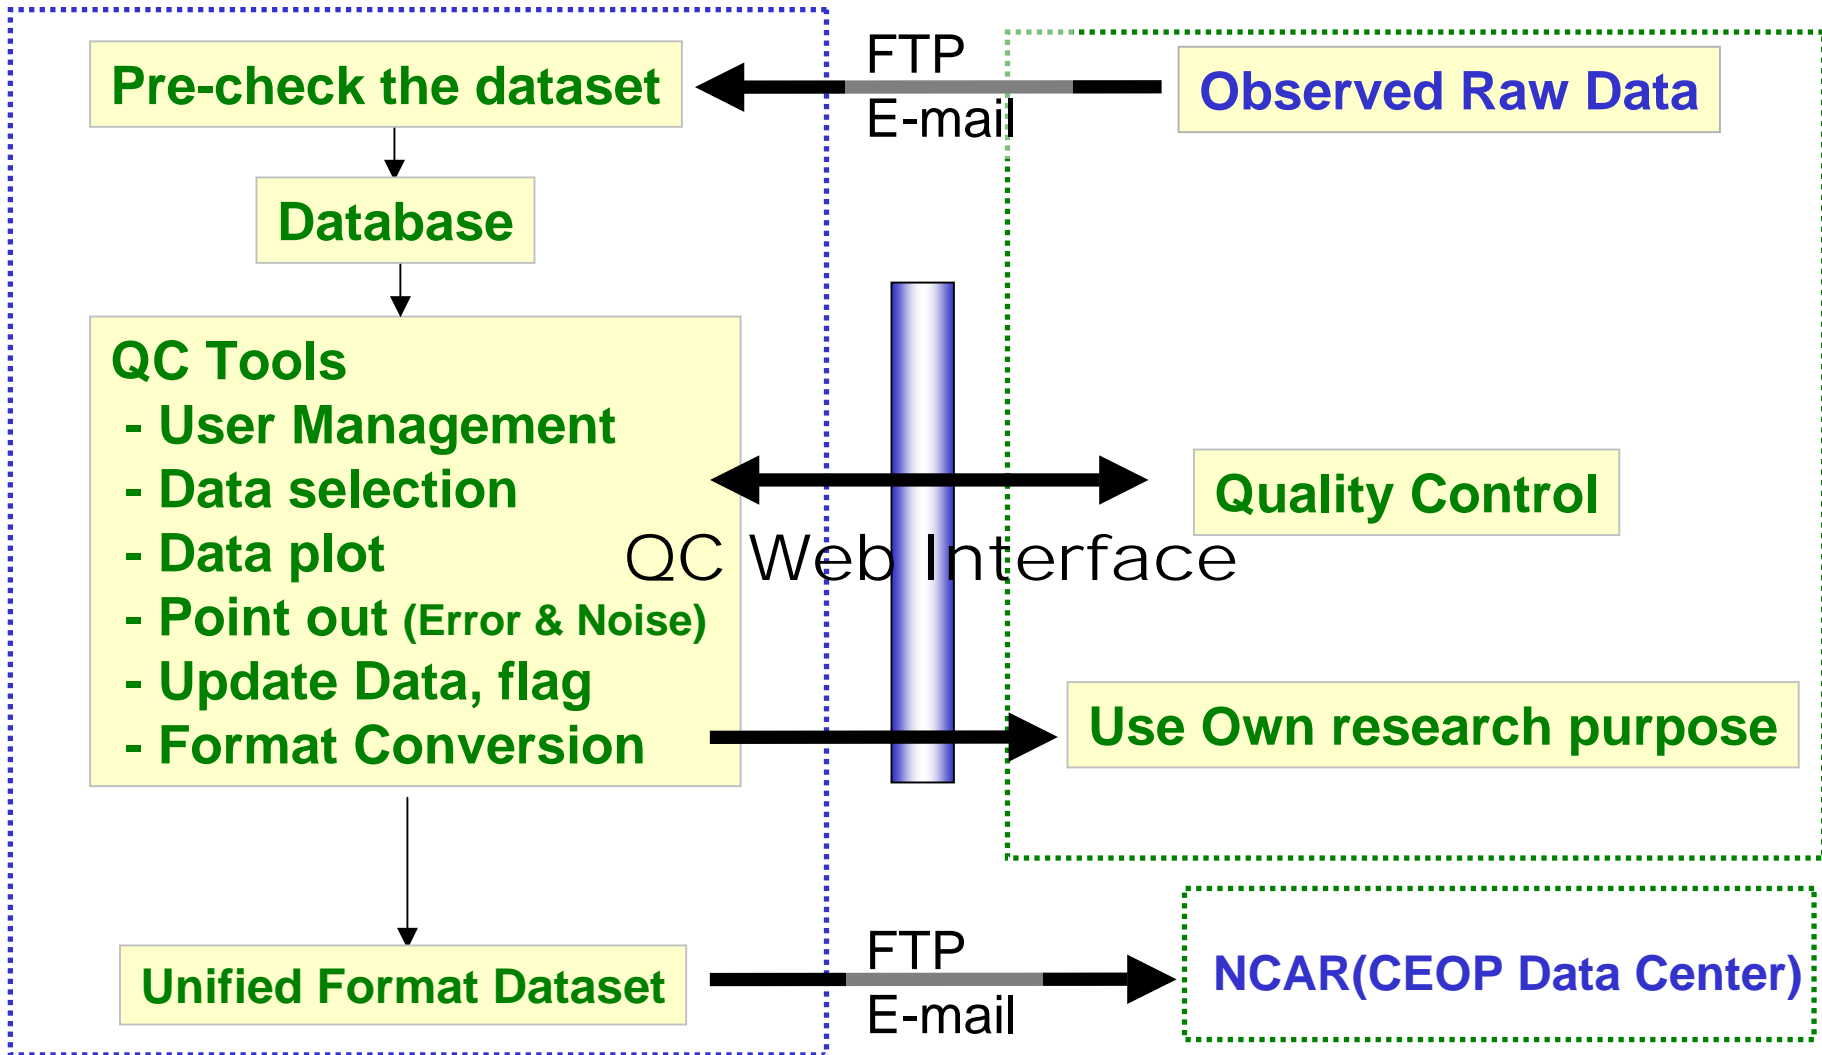 Pre-check the dataset
FTP
E-mail
Observed Raw Data
Database
QC Tools
- User Management
- Data selection
- Data plot
- Point out (Error & Noise)
- Update Data, flag
- Format Conversion
QC Web Interface
Quality Control
Use Own research purpose
Unified Format Dataset
FTP
E-mail
NCAR(CEOP Data Center)